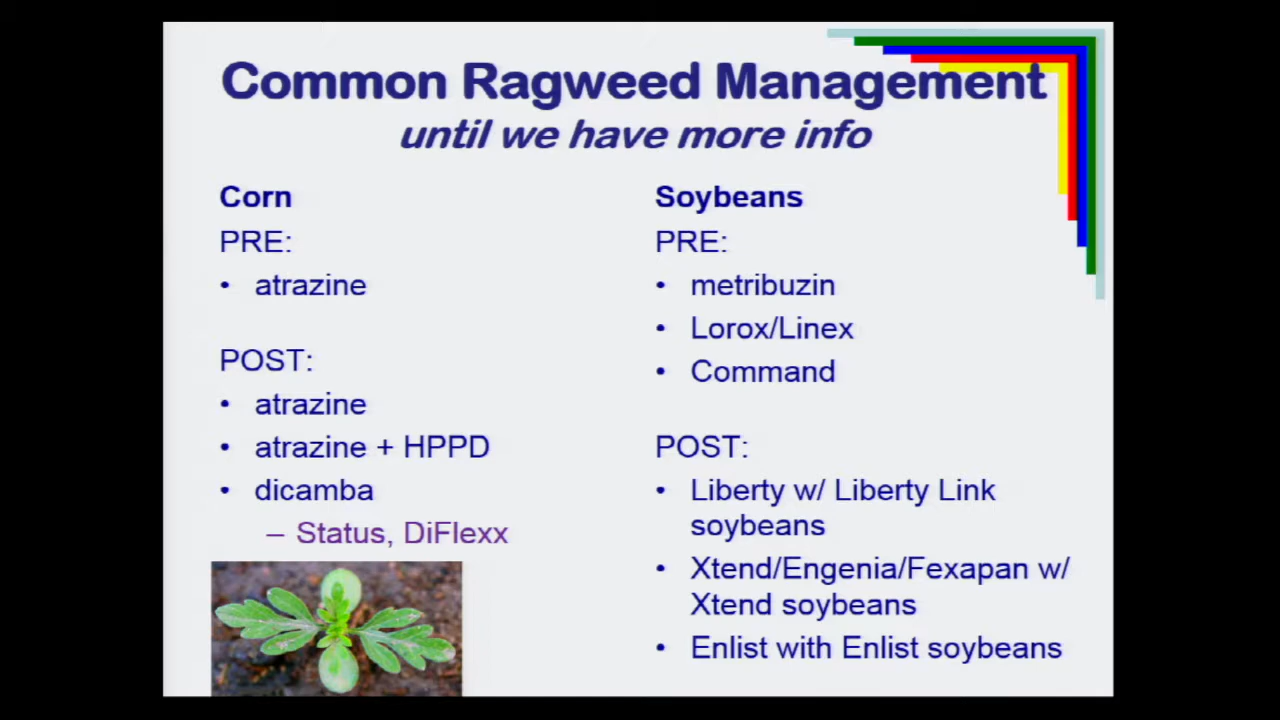 Common Ragweed Management
until we have more info
Corn
PRE:
• atrazine
POST:
• atrazine
• atrazine + HPPD
• dicamba
– Status, DiFlexx
Soybeans
PRE:
• metribuzin
• Lorox/Linex
• Command
POST:
• Liberty w/ Liberty Link
soybeans
• Xtend/Engenia/Fexapan w/
Xtend soybeans
• Enlist with Enlist soybeans